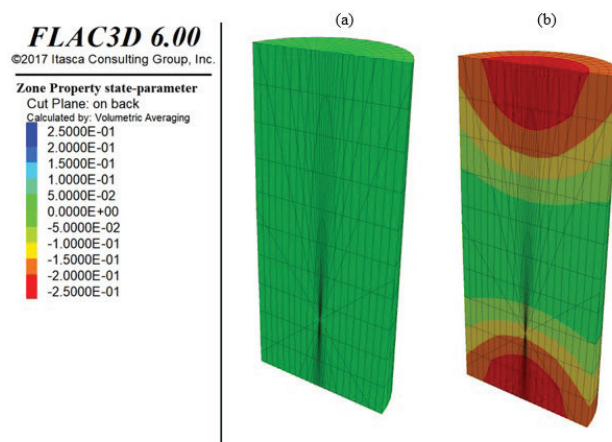 (a)
(b)
FLAC3D 6.00
©2017 Itasca Consulting Group, Inc.
Zone Property state-parameter
Cut Plane: on back
Calculated by: Volumetric Averaging
2.5000E-01
2.0000E-01
1.5000E-01
1.0000E-01
5.0000E-02
0.0000E+00
-5.0000E-02
-1.0000E-01
-1.5000E-01
-2.0000E-01
-2.5000E-01